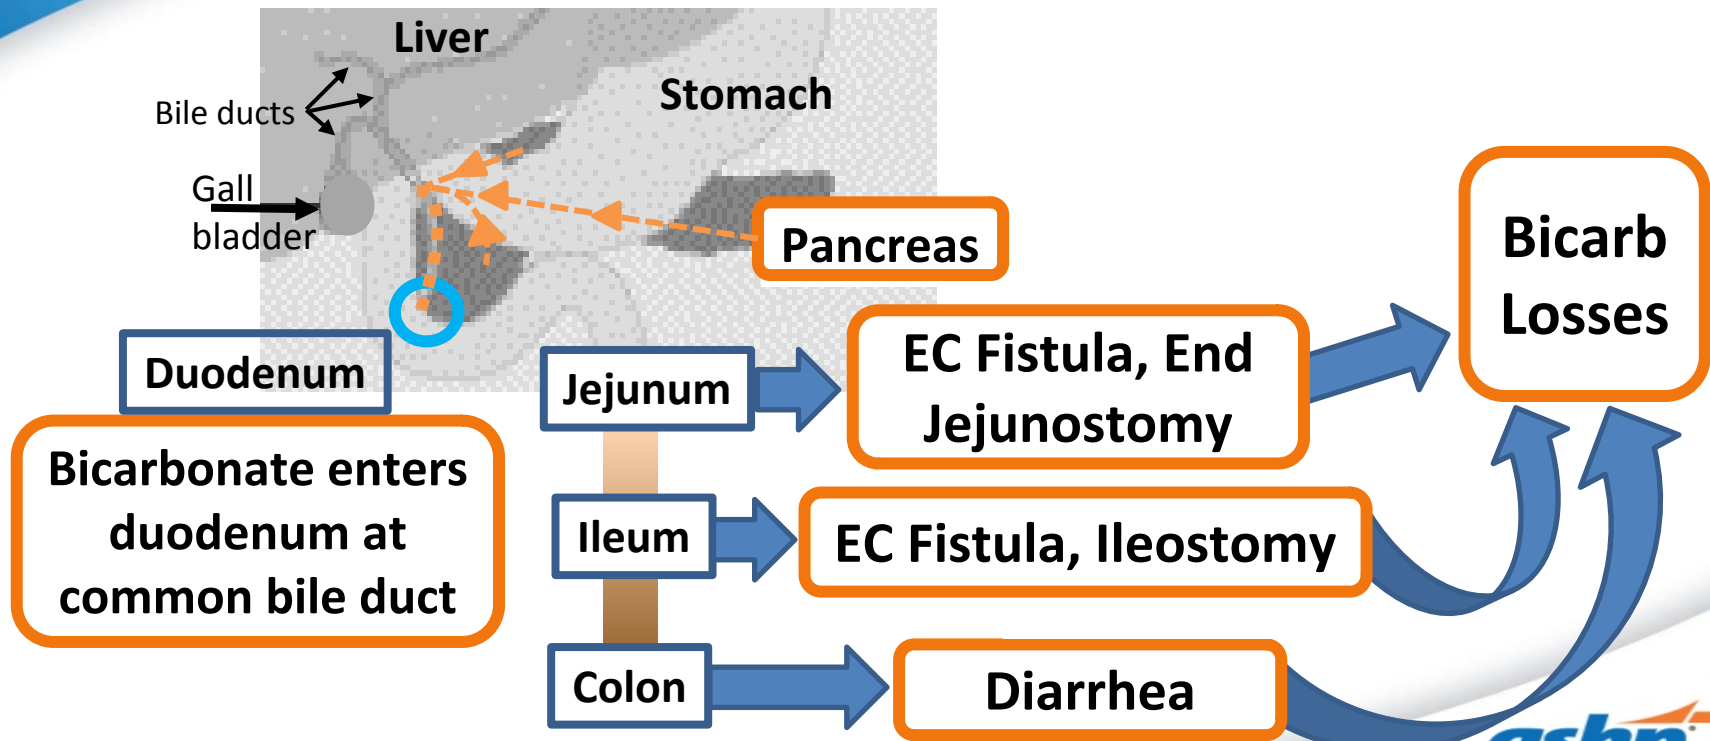 Liver
Stomach
Bile ducts
Gall
bladder
Pancreas
Bicarb
Losses
Duodenum
Bicarbonate enters
duodenum at
common bile duct
Jejunum
EC Fistula, End
Jejunostomy
Ileum
EC Fistula, Ileostomy
Colon
Diarrhea
ashp